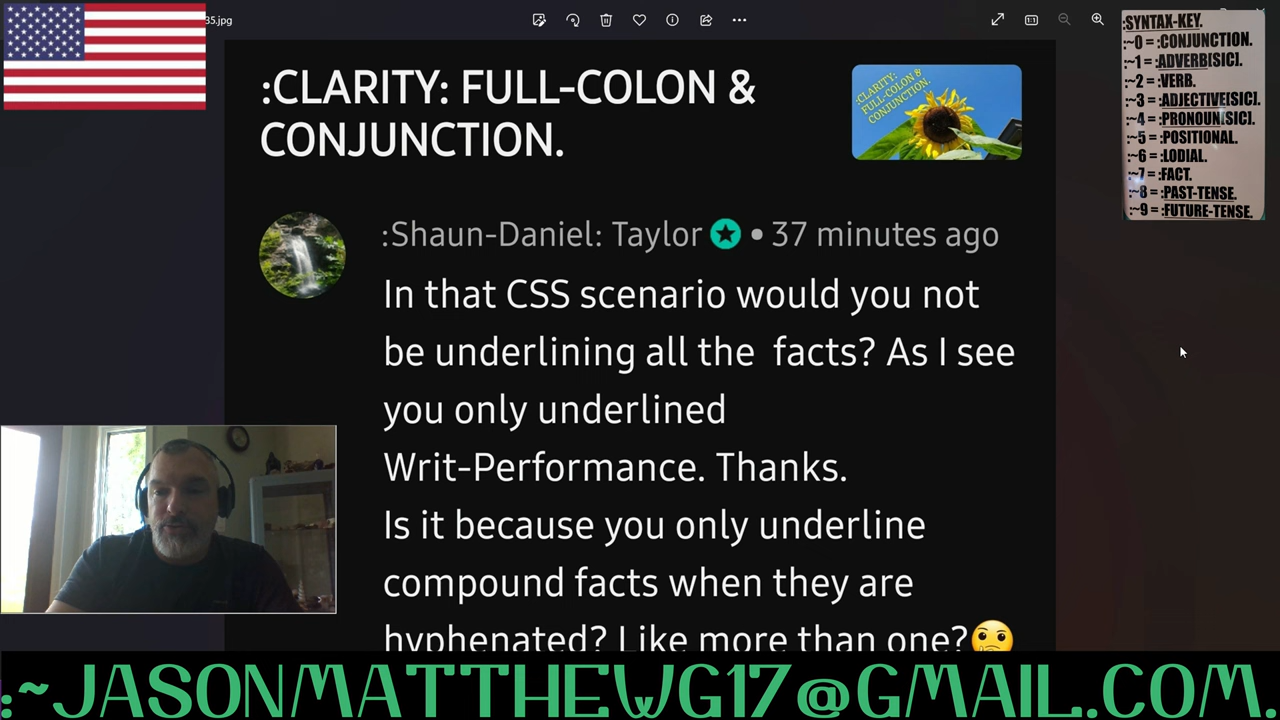 35.jpg
:SYNTAX-KEY.
:~0 = :CONJUNCTION.
:~1 = :ADVERB[SIC].
:~2 = :VERB.
:~3 = :ADJECTIVE[SIC].
:~4 = :PRONOUN[SIC].
:~5 = :POSITIONAL.
:~6 = :LODIAL.
:~7 = :FACT.
:~8 = :PAST-TENSE.
:~9 = :FUTURE-TENSE.
:CLARITY: FULL-COLON &
CONJUNCTION.
:CLARITY:
FULL-COLON &
CONJUNCTION.
:Shaun-Daniel: Taylor • 37 minutes ago
In that CSS scenario would you not
be underlining all the  facts? As I see
you only underlined
Writ-Performance. Thanks.
Is it because you only underline
compound facts when they are
hyphenated? Like more than one?🤔
:~JASONMATTHEWG17@GMAIL.COM.